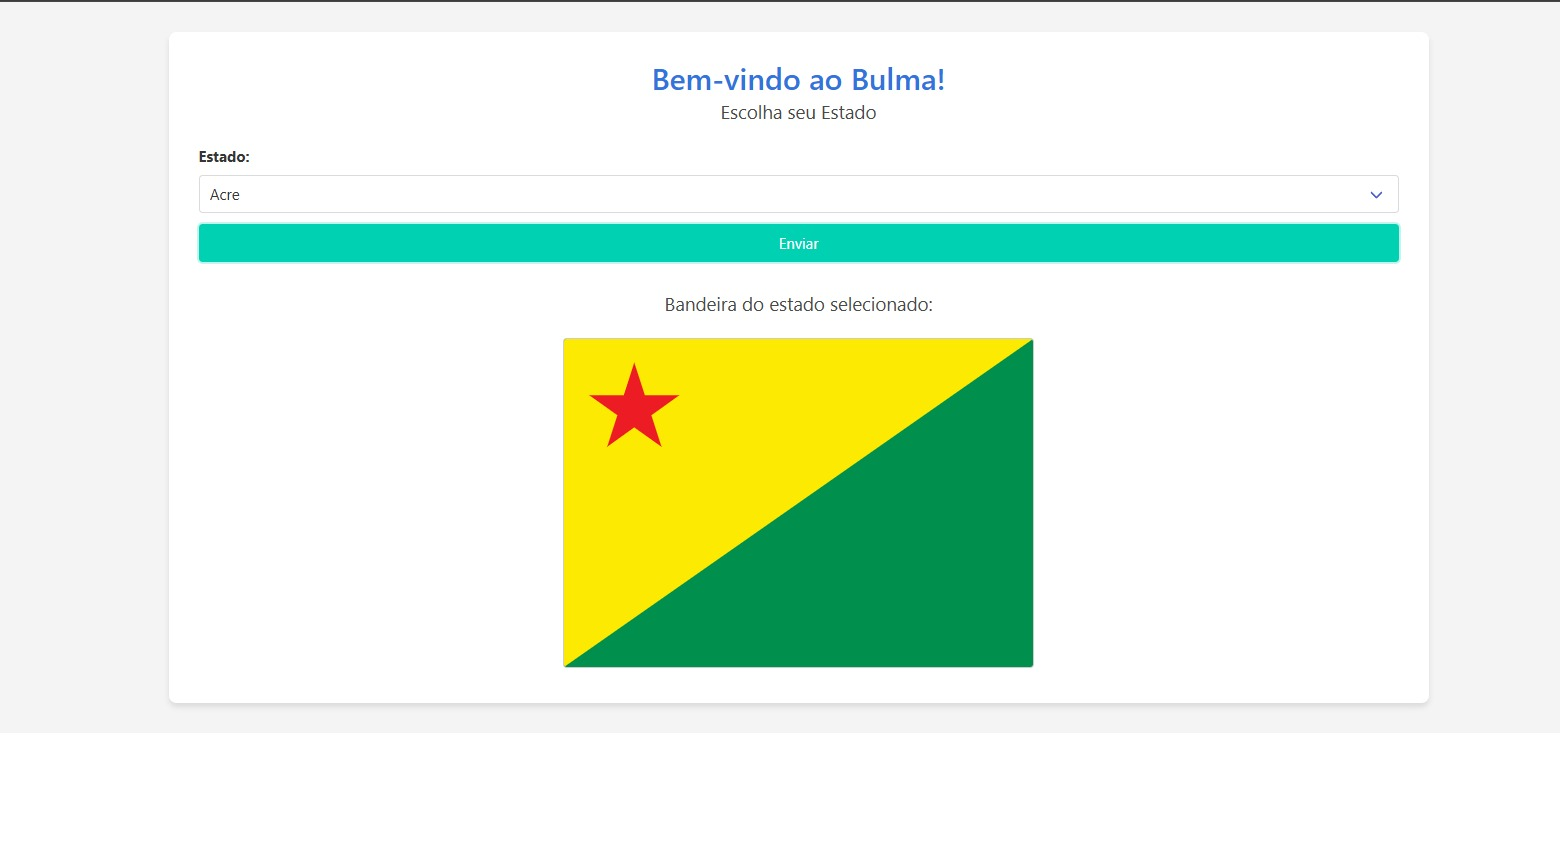 Bem-vindo ao Bulma!
Escolha seu Estado
Estado:
Acre
Enviar
Bandeira do estado selecionado: